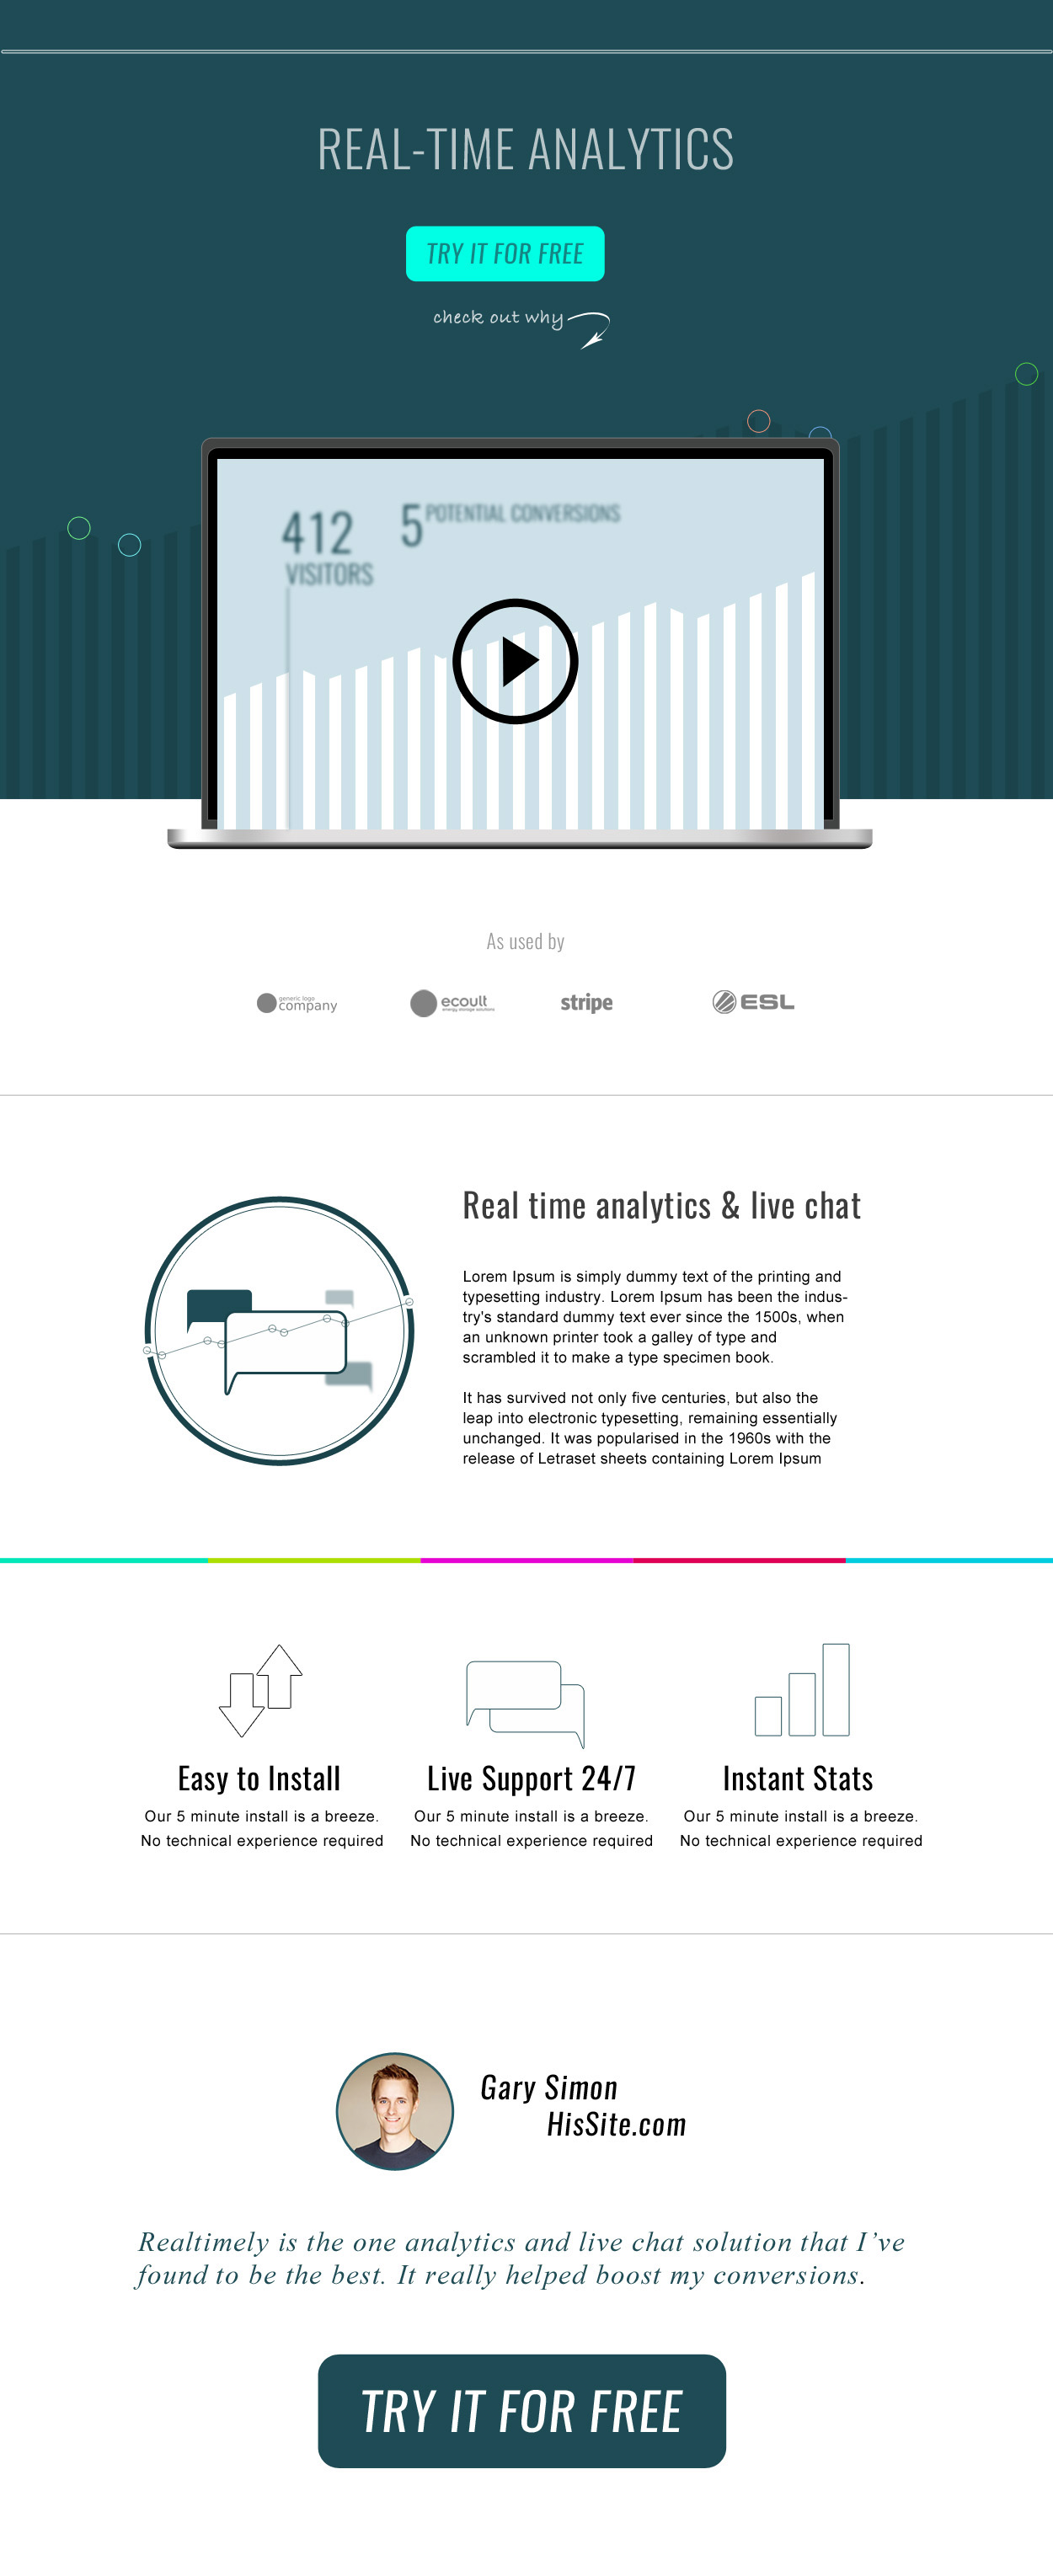 REAL-TIME ANALYTICS
TRY IT FOR FREE
check out why
412
VISITORS
5 POTENTIAL CONVERSIONS
As used by
generic logo
company
ecoult
energy storage solutions
stripe
ESL
Real time analytics & live chat
Lorem Ipsum is simply dummy text of the printing and
typesetting industry. Lorem Ipsum has been the indus-
try's standard dummy text ever since the 1500s, when
an unknown printer took a galley of type and
scrambled it to make a type specimen book.
It has survived not only five centuries, but also the
leap into electronic typesetting, remaining essentially
unchanged. It was popularised in the 1960s with the
release of Letraset sheets containing Lorem Ipsum
Easy to Install
Our 5 minute install is a breeze.
No technical experience required
Live Support 24/7
Our 5 minute install is a breeze.
No technical experience required
Instant Stats
Our 5 minute install is a breeze.
No technical experience required
Gary Simon
HisSite.com
Realtimely is the one analytics and live chat solution that I’ve
found to be the best. It really helped boost my conversions.
TRY IT FOR FREE